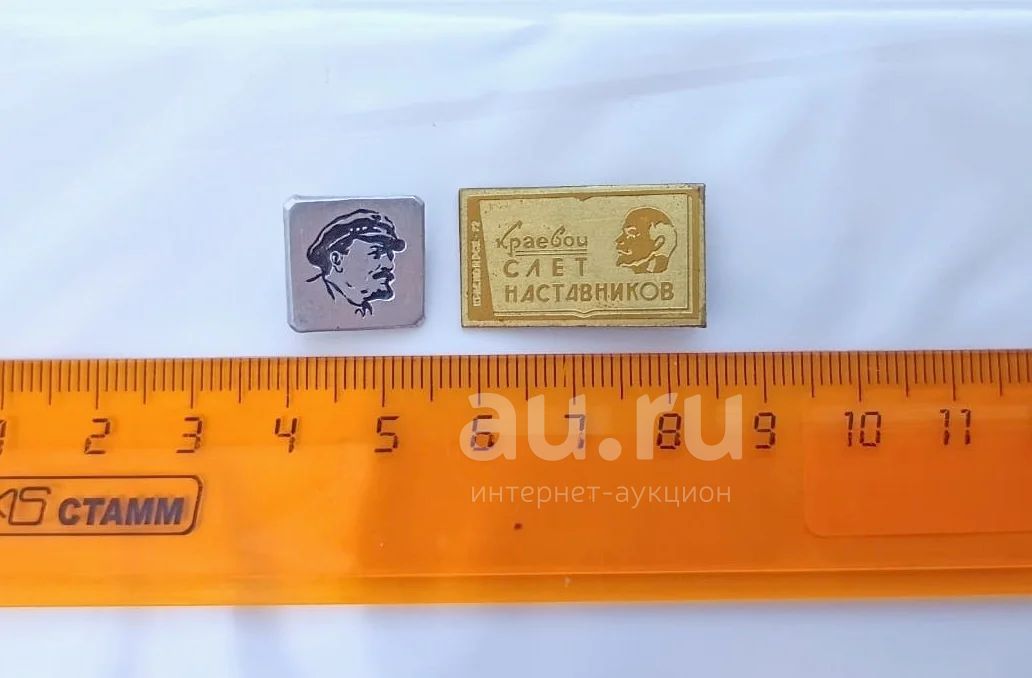 Краевой
СЛЕТ
НАСТАВНИКОВ
2 3 4 5 6 7 8 9 10 11
au.ru
интернет-аукцион
СТАММ